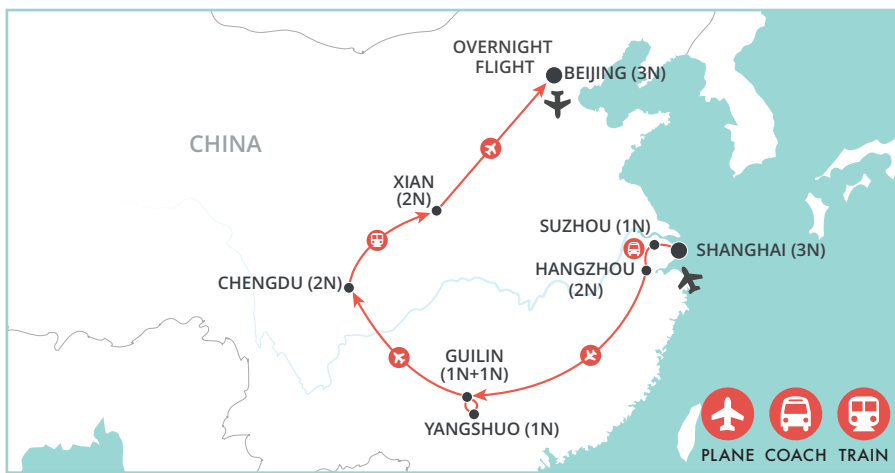 OVERNIGHT
FLIGHT
BEIJING (3N)
CHINA
XIAN
(2N)
SUZHOU (1N)
SHANGHAI (3N)
HANGZHOU
(2N)
CHENGDU (2N)
GUILIN
(1N+1N)
YANGSHUO (1N)
PLANE COACH TRAIN